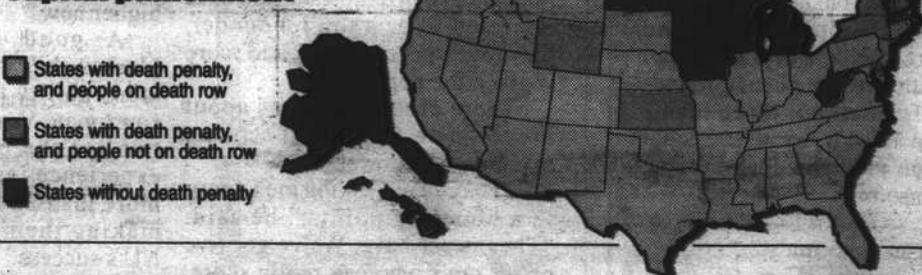 States with death penalty,
and people on death row
States with death penalty,
and people not on death row
States without death penalty